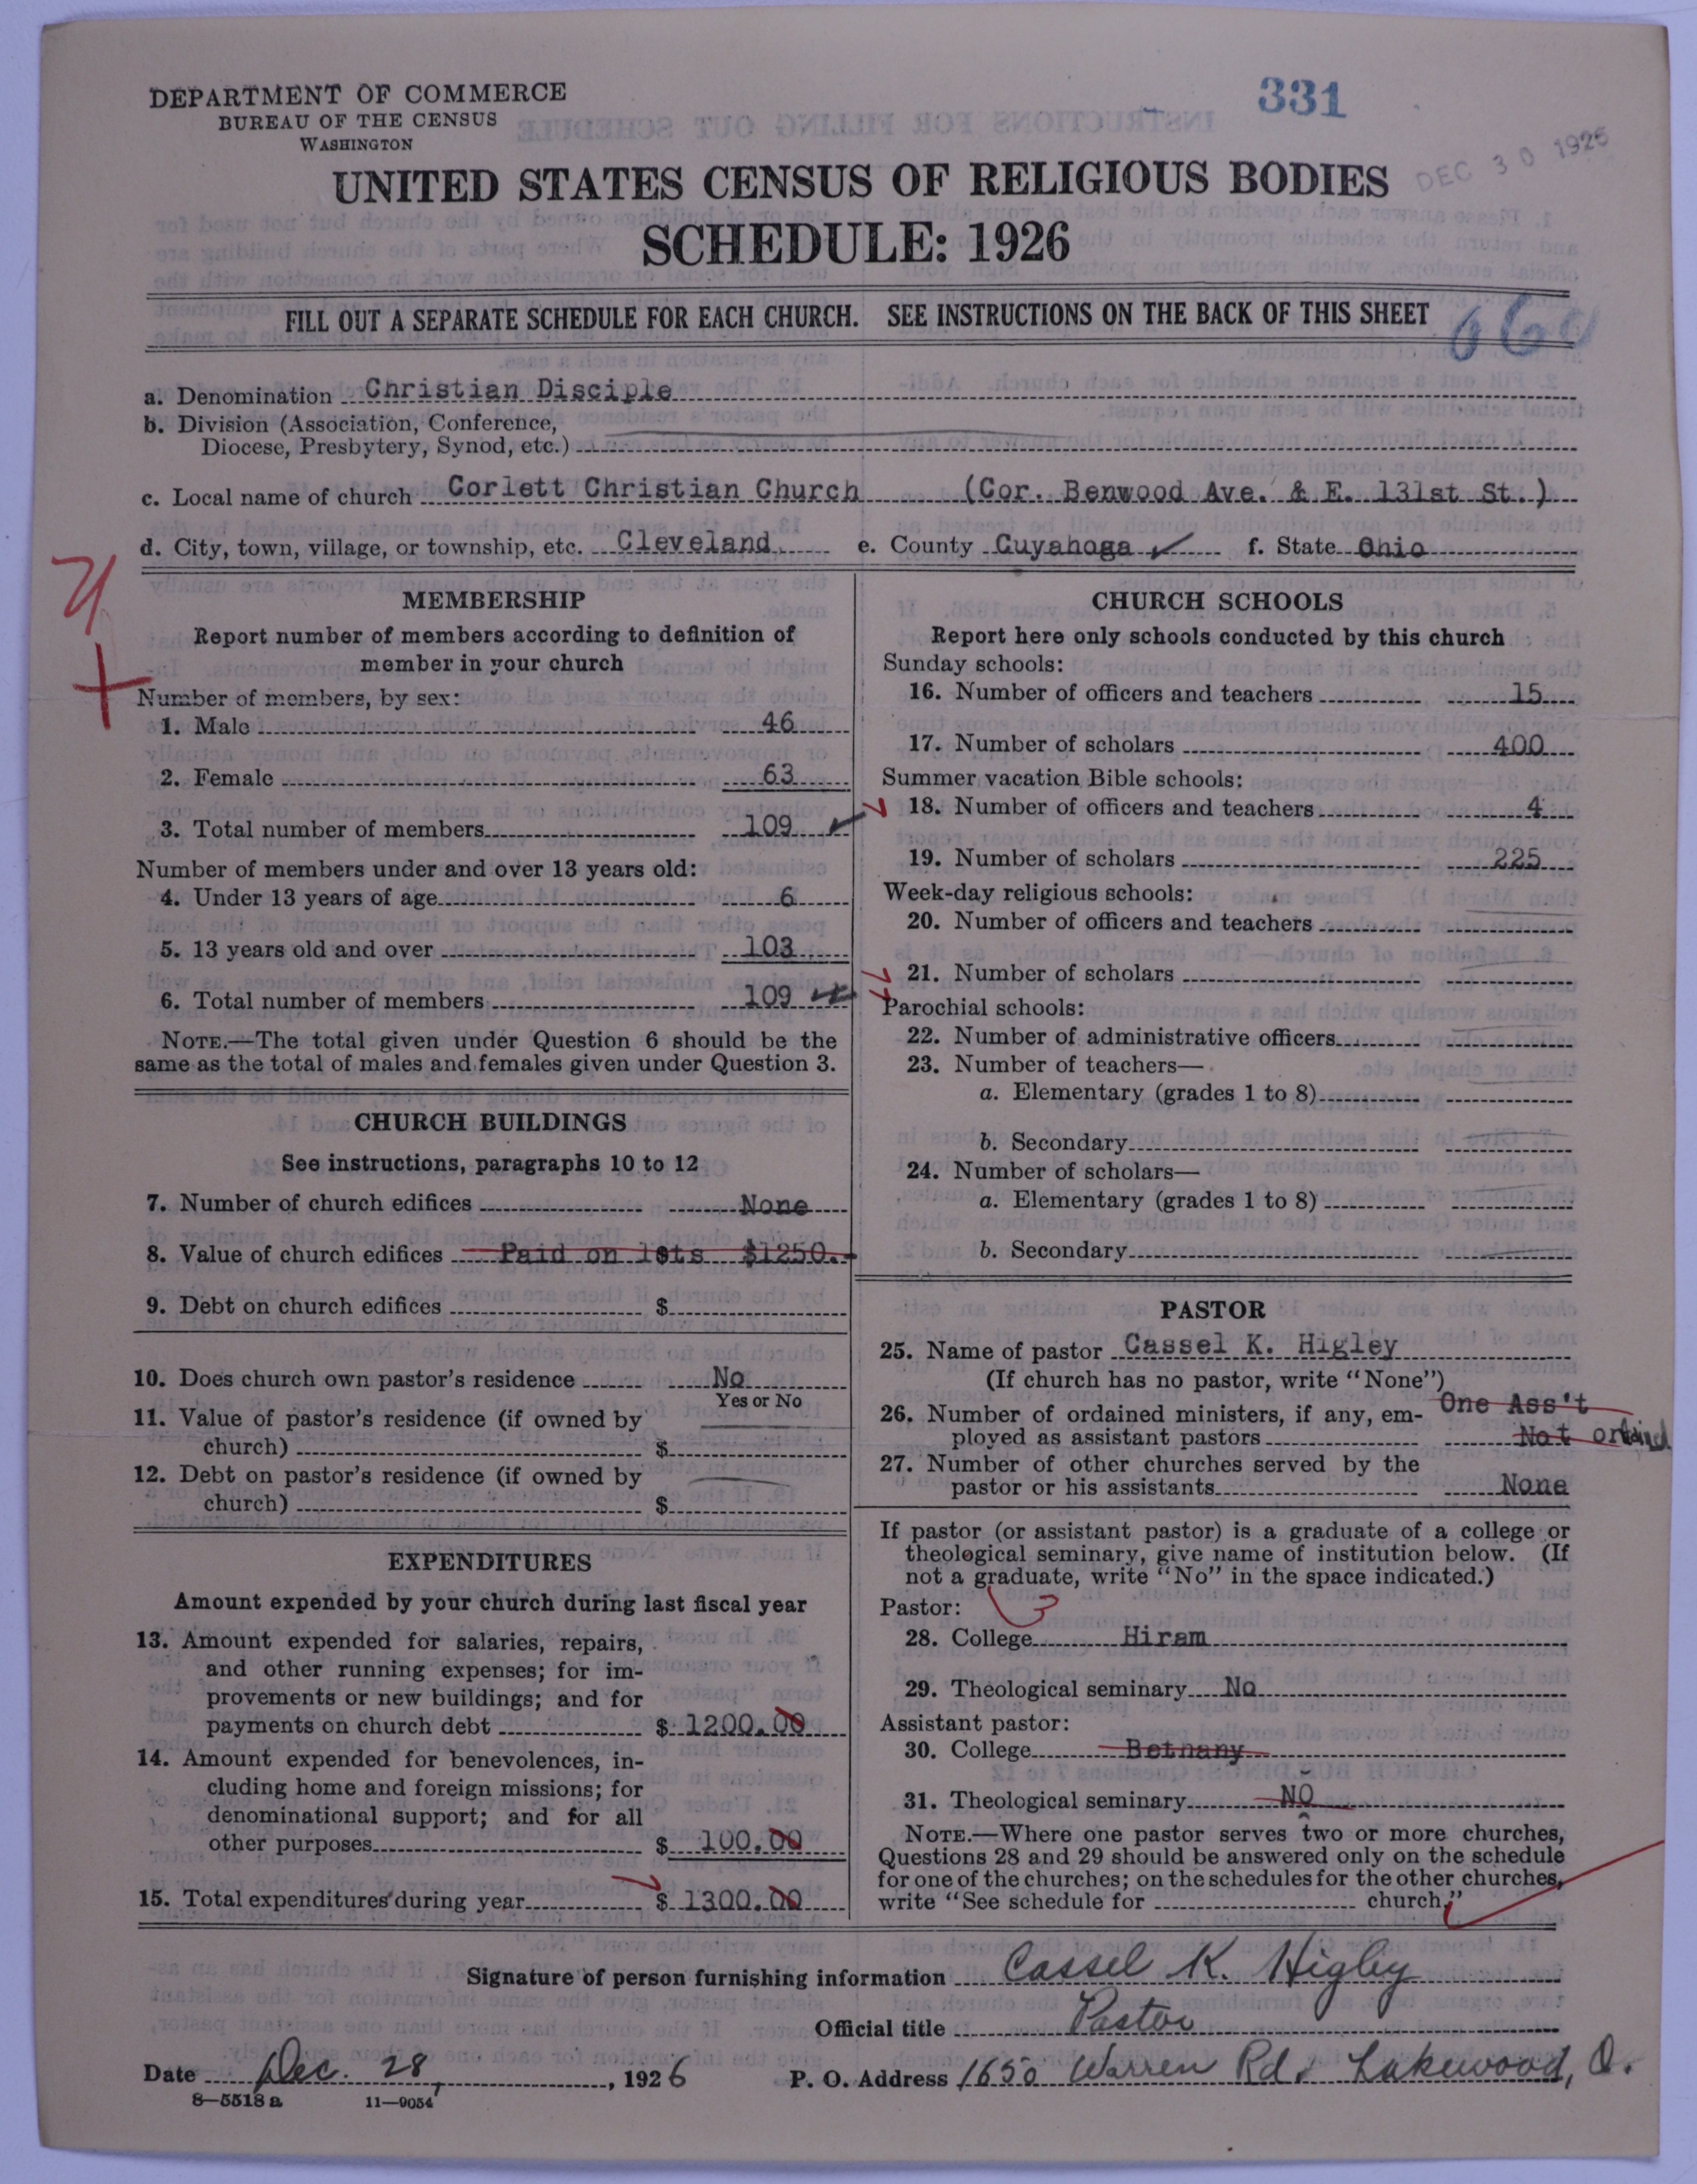 DEPARTMENT OF COMMERCE
BUREAU OF THE CENSUS
WASHINGTON
331
DEC 30 1926
UNITED STATES CENSUS OF RELIGIOUS BODIES
SCHEDULE: 1926
FILL OUT A SEPARATE SCHEDULE FOR EACH CHURCH. SEE INSTRUCTIONS ON THE BACK OF THIS SHEET
660
a. Denomination Christian Disciple
b. Division (Association, Conference,
Diocese, Presbytery, Synod, etc.)
c. Local name of church Corlett Christian Church (Cor. Benwood Ave. & E. 131st St.)
d. City, town, village, or township, etc. Cleveland e. County Cuyahoga f. State Ohio
MEMBERSHIP
Report number of members according to definition of
member in your church
Number of members, by sex:
1. Male 46
2. Female 63
3. Total number of members 109
Number of members under and over 13 years old:
4. Under 13 years of age 6
5. 13 years old and over 103
6. Total number of members 109
NOTE.—The total given under Question 6 should be the
same as the total of males and females given under Question 3.
CHURCH BUILDINGS
See instructions, paragraphs 10 to 12
7. Number of church edifices None
8. Value of church edifices Paid on lots $1250.
9. Debt on church edifices $
10. Does church own pastor's residence No
Yes or No
11. Value of pastor's residence (if owned by
church) $
12. Debt on pastor's residence (if owned by
church) $
EXPENDITURES
Amount expended by your church during last fiscal year
13. Amount expended for salaries, repairs,
and other running expenses; for im-
provements or new buildings; and for
payments on church debt $ 1200.00
14. Amount expended for benevolences, in-
cluding home and foreign missions; for
denominational support; and for all
other purposes $ 100.00
15. Total expenditures during year $ 1300.00
CHURCH SCHOOLS
Report here only schools conducted by this church
Sunday schools:
16. Number of officers and teachers 15
17. Number of scholars 400
Summer vacation Bible schools:
18. Number of officers and teachers 4
19. Number of scholars 225
Week-day religious schools:
20. Number of officers and teachers
21. Number of scholars
Parochial schools:
22. Number of administrative officers
23. Number of teachers—
a. Elementary (grades 1 to 8)
b. Secondary
24. Number of scholars—
a. Elementary (grades 1 to 8)
b. Secondary
PASTOR
25. Name of pastor Cassel K. Higley
(If church has no pastor, write "None")
One Ass't
26. Number of ordained ministers, if any, em-
ployed as assistant pastors Not ordaind
27. Number of other churches served by the
pastor or his assistants None
If pastor (or assistant pastor) is a graduate of a college or
theological seminary, give name of institution below. (If
not a graduate, write "No" in the space indicated.)
Pastor: 3
28. College Hiram
29. Theological seminary No
Assistant pastor:
30. College Bethany
31. Theological seminary NO
NOTE.—Where one pastor serves two or more churches,
Questions 28 and 29 should be answered only on the schedule
for one of the churches; on the schedules for the other churches,
write "See schedule for church."
Signature of person furnishing information Cassel K. Higley
Official title Pastor
Date Dec. 28, 1926 P. O. Address 1650 Warren Rd. Lakewood, O.
8—5518 a 11—9054